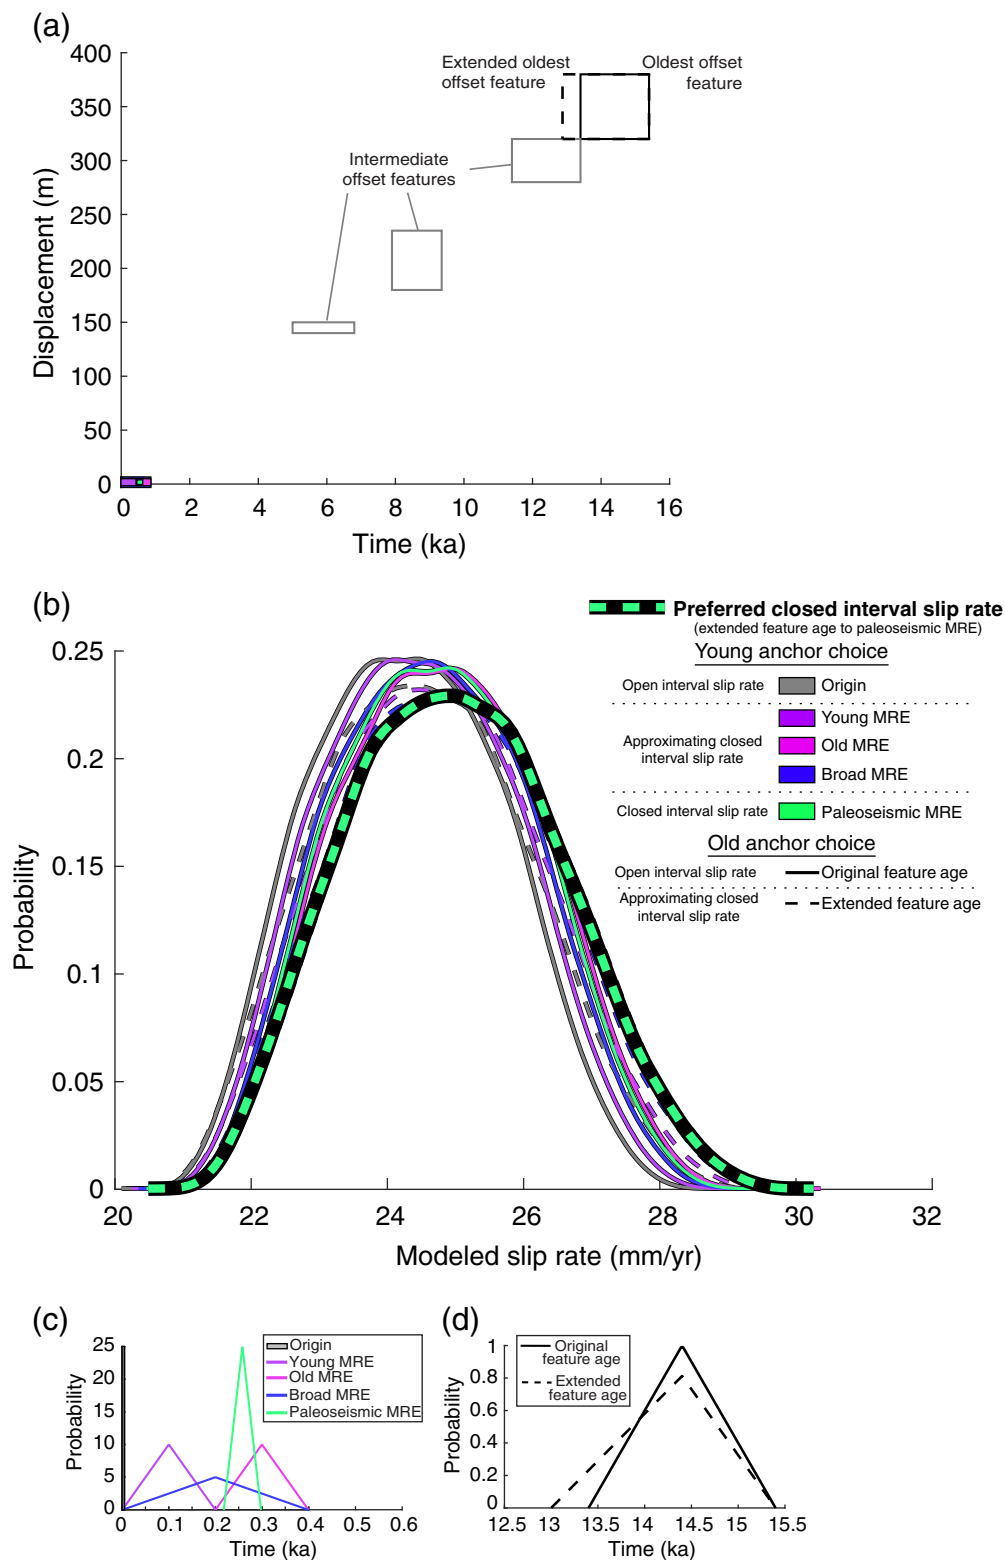 (a)
400
350
300
250
200
150
100
50
0
Displacement (m)
Extended oldest
offset feature
Oldest offset
feature
Intermediate
offset features
0 2 4 6 8 10 12 14 16
Time (ka)
(b)
Preferred closed interval slip rate
(extended feature age to paleoseismic MRE)
Young anchor choice
Open interval slip rate Origin
Young MRE
Approximating closed
interval slip rate
Old MRE
Broad MRE
Closed interval slip rate Paleoseismic MRE
Old anchor choice
Open interval slip rate Original feature age
Approximating closed
interval slip rate
Extended feature age
0.25
0.2
0.15
0.1
0.05
0
Probability
20 22 24 26 28 30 32
Modeled slip rate (mm/yr)
(c)
25
20
15
10
5
0
Probability
Origin
Young MRE
Old MRE
Broad MRE
Paleoseismic MRE
0 0.1 0.2 0.3 0.4 0.5 0.6
Time (ka)
(d)
1
0.8
0.6
0.4
0.2
0
Probability
Original
feature age
Extended
feature age
12.5 13 13.5 14 14.5 15 15.5
Time (ka)